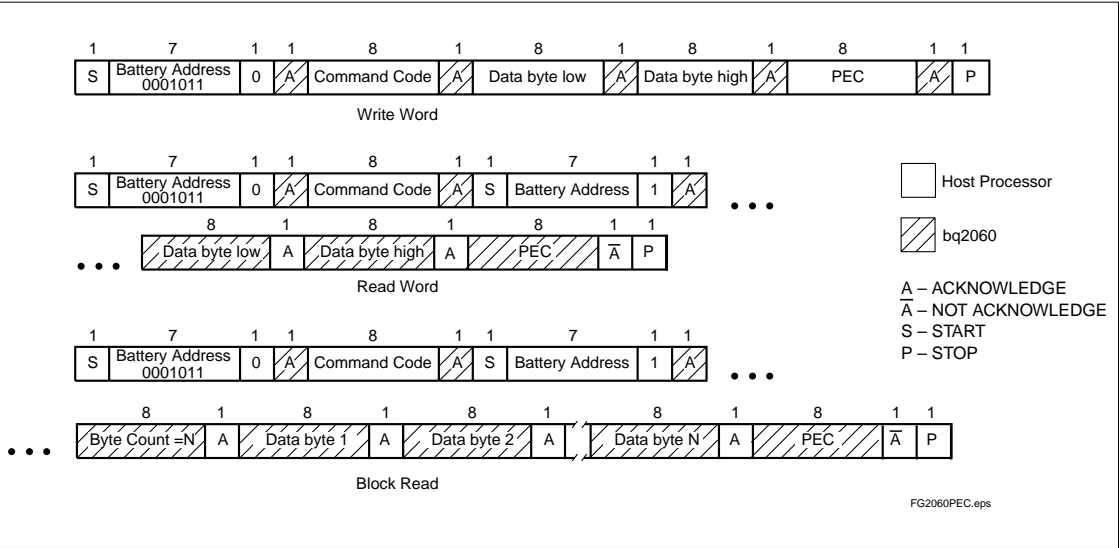 1 7 1 1 8 1 8 1 8 1 8 1 1
S Battery Address 0 A Command Code A Data byte low A Data byte high A PEC A P
0001011
Write Word
1 7 1 1 8 1 1 7 1 1
S Battery Address 0 A Command Code A S Battery Address 1 A
0001011
• • •
8 1 8 1 8 1 1
• • • Data byte low A Data byte high A PEC A̅ P
Read Word
1 7 1 1 8 1 1 7 1 1
S Battery Address 0 A Command Code A S Battery Address 1 A
0001011
• • •
8 1 8 1 8 1 8 1 8 1 1
• • • Byte Count =N A Data byte 1 A Data byte 2 A Data byte N A PEC A̅ P
Block Read
Host Processor
bq2060
A – ACKNOWLEDGE
A̅ – NOT ACKNOWLEDGE
S – START
P – STOP
FG2060PEC.eps